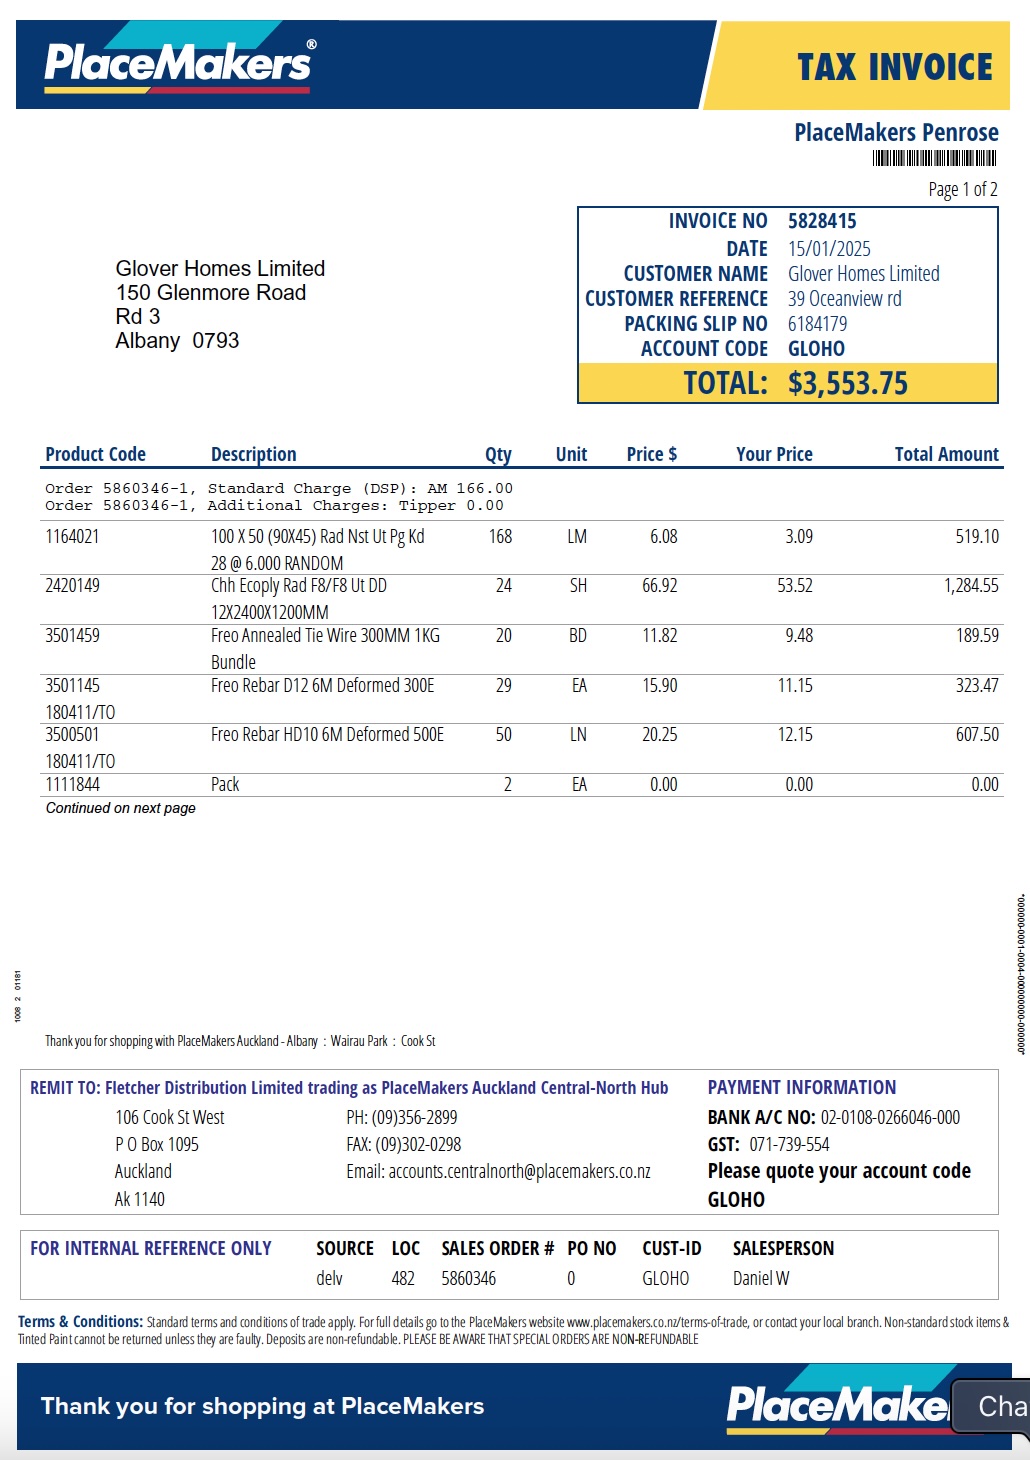 PlaceMakers®
TAX INVOICE
PlaceMakers Penrose
Page 1 of 2
INVOICE NO 5828415
DATE 15/01/2025
CUSTOMER NAME Glover Homes Limited
CUSTOMER REFERENCE 39 Oceanview rd
PACKING SLIP NO 6184179
ACCOUNT CODE GLOHO
TOTAL: $3,553.75
Glover Homes Limited
150 Glenmore Road
Rd 3
Albany 0793
Product Code Description Qty Unit Price $ Your Price Total Amount
Order 5860346-1, Standard Charge (DSP): AM 166.00
Order 5860346-1, Additional Charges: Tipper 0.00
1164021 100 X 50 (90X45) Rad Nst Ut Pg Kd 168 LM 6.08 3.09 519.10
28 @ 6.000 RANDOM
2420149 Chh Ecoply Rad F8/F8 Ut DD 24 SH 66.92 53.52 1,284.55
12X2400X1200MM
3501459 Freo Annealed Tie Wire 300MM 1KG 20 BD 11.82 9.48 189.59
Bundle
3501145 Freo Rebar D12 6M Deformed 300E 29 EA 15.90 11.15 323.47
180411/TO
3500501 Freo Rebar HD10 6M Deformed 500E 50 LN 20.25 12.15 607.50
180411/TO
1111844 Pack 2 EA 0.00 0.00 0.00
Continued on next page
1008 2 01181
Thank you for shopping with PlaceMakers Auckland - Albany : Wairau Park : Cook St
REMIT TO: Fletcher Distribution Limited trading as PlaceMakers Auckland Central-North Hub
106 Cook St West PH: (09)356-2899
P O Box 1095 FAX: (09)302-0298
Auckland Email: accounts.centralnorth@placemakers.co.nz
Ak 1140
PAYMENT INFORMATION
BANK A/C NO: 02-0108-0266046-000
GST: 071-739-554
Please quote your account code
GLOHO
FOR INTERNAL REFERENCE ONLY SOURCE LOC SALES ORDER # PO NO CUST-ID SALESPERSON
delv 482 5860346 0 GLOHO Daniel W
Terms & Conditions: Standard terms and conditions of trade apply. For full details go to the PlaceMakers website www.placemakers.co.nz/terms-of-trade, or contact your local branch. Non-standard stock items &
Tinted Paint cannot be returned unless they are faulty. Deposits are non-refundable. PLEASE BE AWARE THAT SPECIAL ORDERS ARE NON-REFUNDABLE
Thank you for shopping at PlaceMakers
PlaceMake
Cha